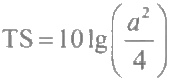 TS = 10 lg(a²/4)